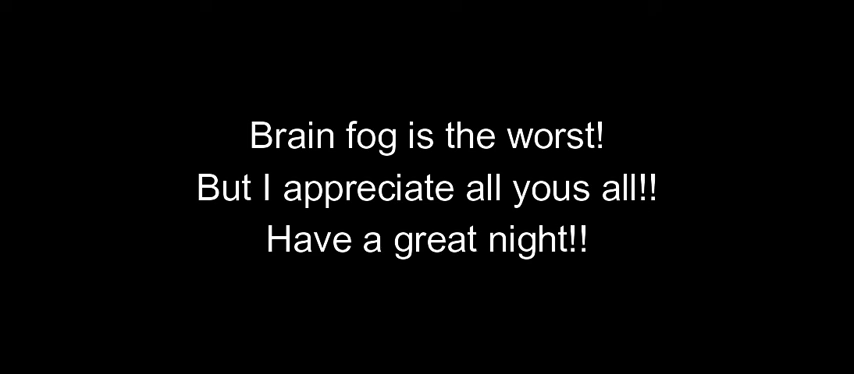 Brain fog is the worst!
But I appreciate all yous all!!
Have a great night!!